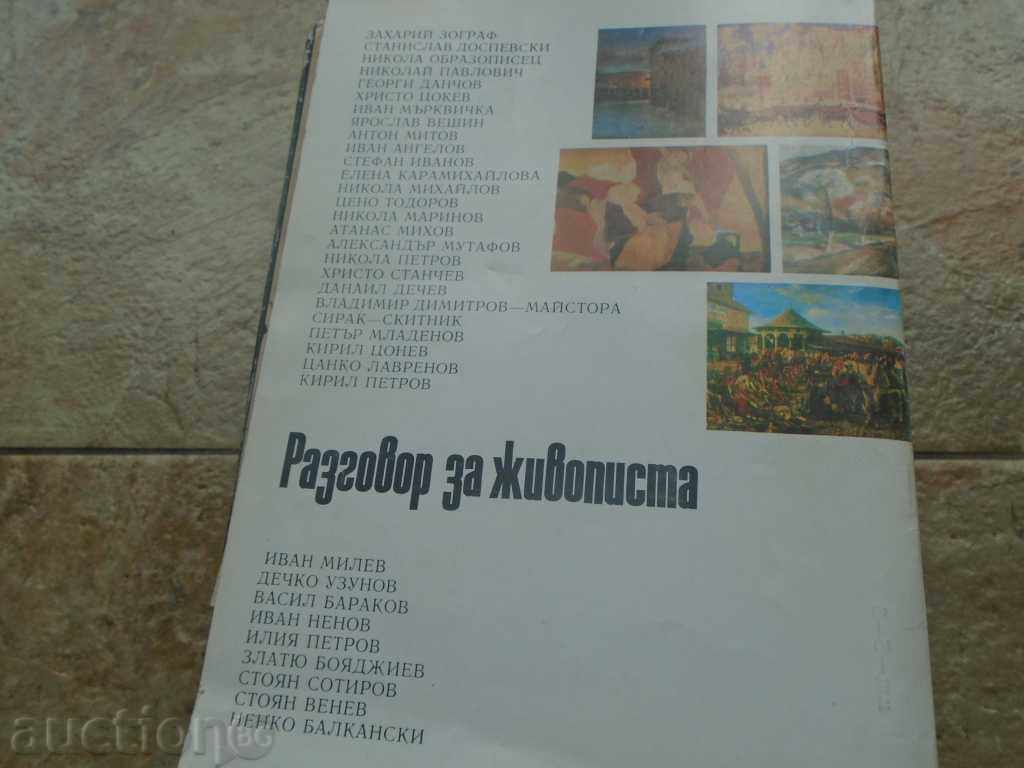 ЗАХАРИЙ ЗОГРАФ
СТАНИСЛАВ ДОСПЕВСКИ
НИКОЛА ОБРАЗОПИСЕЦ
НИКОЛАЙ ПАВЛОВИЧ
ГЕОРГИ ДАНЧОВ
ХРИСТО ЦОКЕВ
ИВАН МЪРКВИЧКА
ЯРОСЛАВ ВЕШИН
АНТОН МИТОВ
ИВАН АНГЕЛОВ
СТЕФАН ИВАНОВ
ЕЛЕНА КАРАМИХАЙЛОВА
НИКОЛА МИХАЙЛОВ
ЦЕНО ТОДОРОВ
НИКОЛА МАРИНОВ
АТАНАС МИХОВ
АЛЕКСАНДЪР МУТАФОВ
НИКОЛА ПЕТРОВ
ХРИСТО СТАНЧЕВ
ДАНАИЛ ДЕЧЕВ
ВЛАДИМИР ДИМИТРОВ—МАЙСТОРА
СИРАК—СКИТНИК
ПЕТЪР МЛАДЕНОВ
КИРИЛ ЦОНЕВ
ЦАНКО ЛАВРЕНОВ
КИРИЛ ПЕТРОВ
Разговор за живописта
ИВАН МИЛЕВ
ДЕЧКО УЗУНОВ
ВАСИЛ БАРАКОВ
ИВАН НЕНОВ
ИЛИЯ ПЕТРОВ
ЗЛАТЮ БОЯДЖИЕВ
СТОЯН СОТИРОВ
СТОЯН ВЕНЕВ
НЕНКО БАЛКАНСКИ
auction.BG